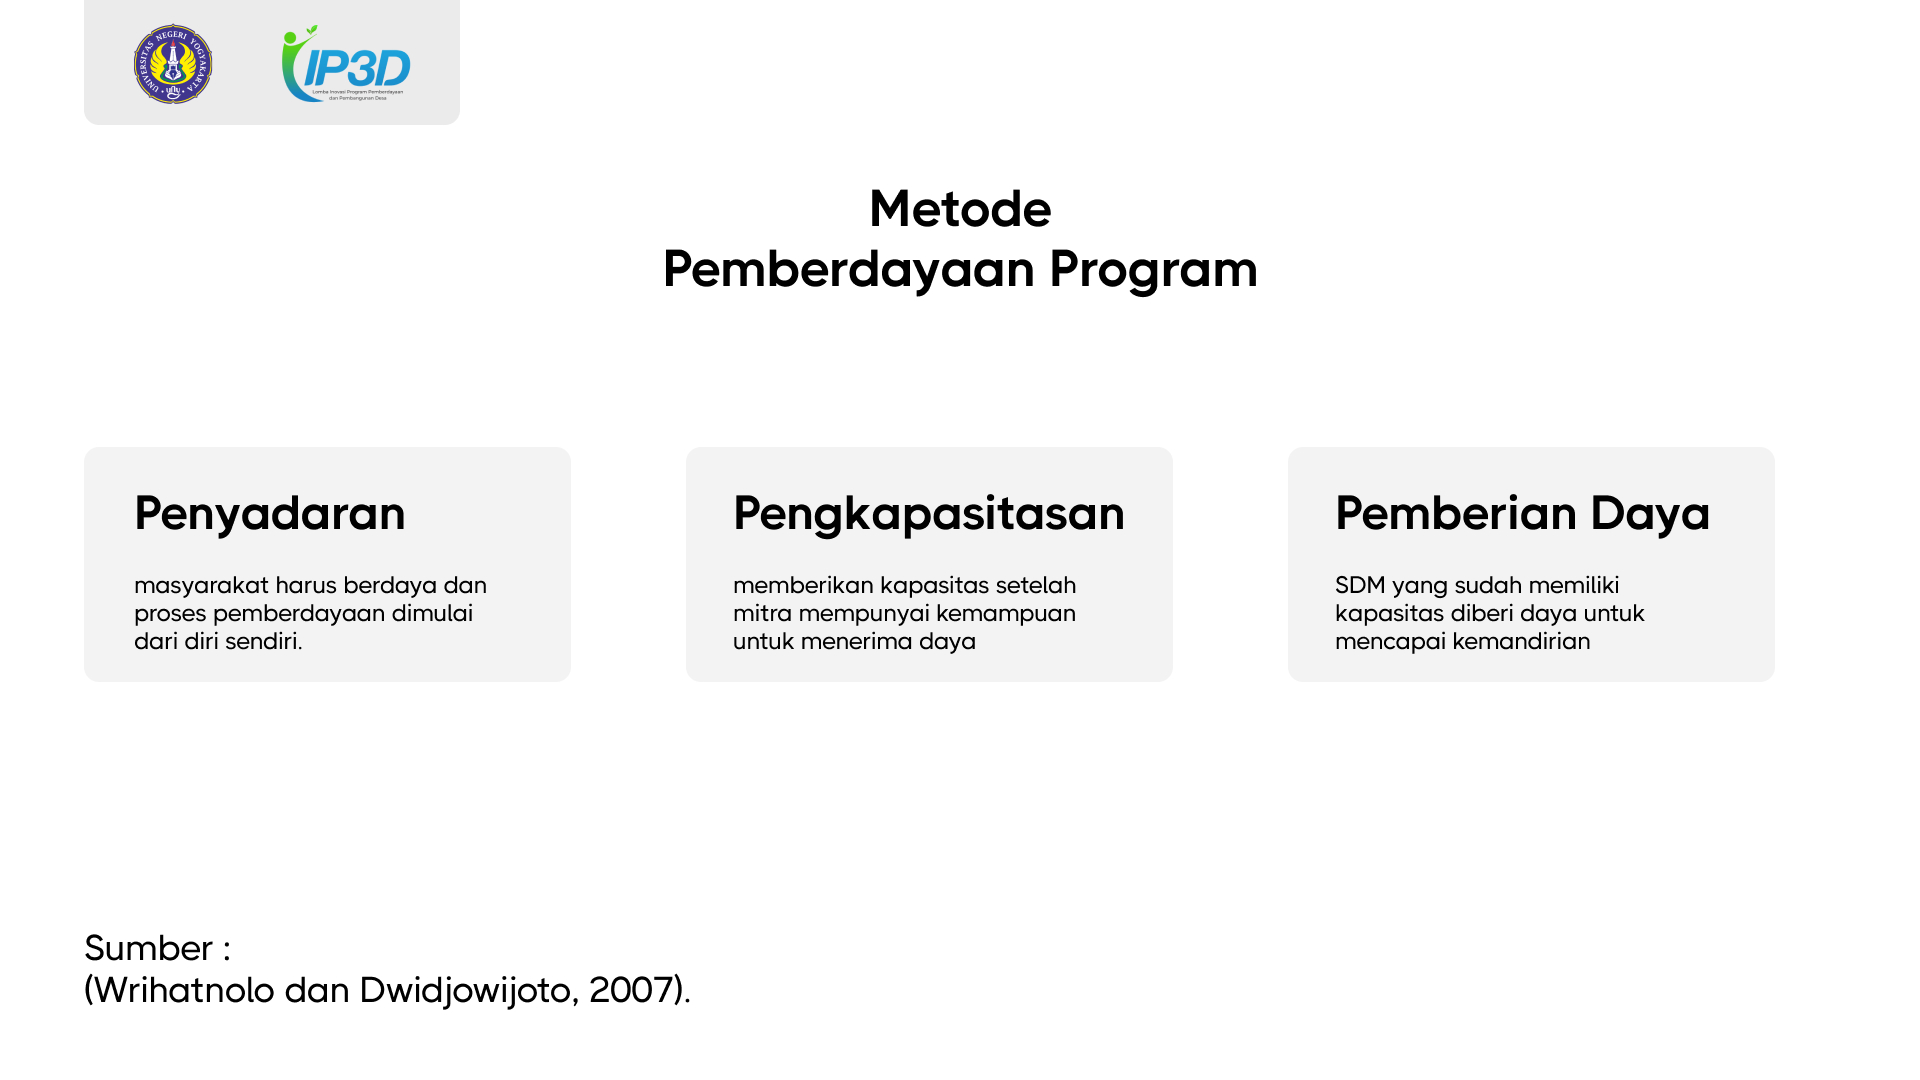 UNIVERSITAS NEGERI YOGYAKARTA
IP3D
Lomba Inovasi Program Pemberdayaan
dan Pembangunan Desa
Metode
Pemberdayaan Program
Penyadaran
masyarakat harus berdaya dan
proses pemberdayaan dimulai
dari diri sendiri.
Pengkapasitasan
memberikan kapasitas setelah
mitra mempunyai kemampuan
untuk menerima daya
Pemberian Daya
SDM yang sudah memiliki
kapasitas diberi daya untuk
mencapai kemandirian
Sumber :
(Wrihatnolo dan Dwidjowijoto, 2007).